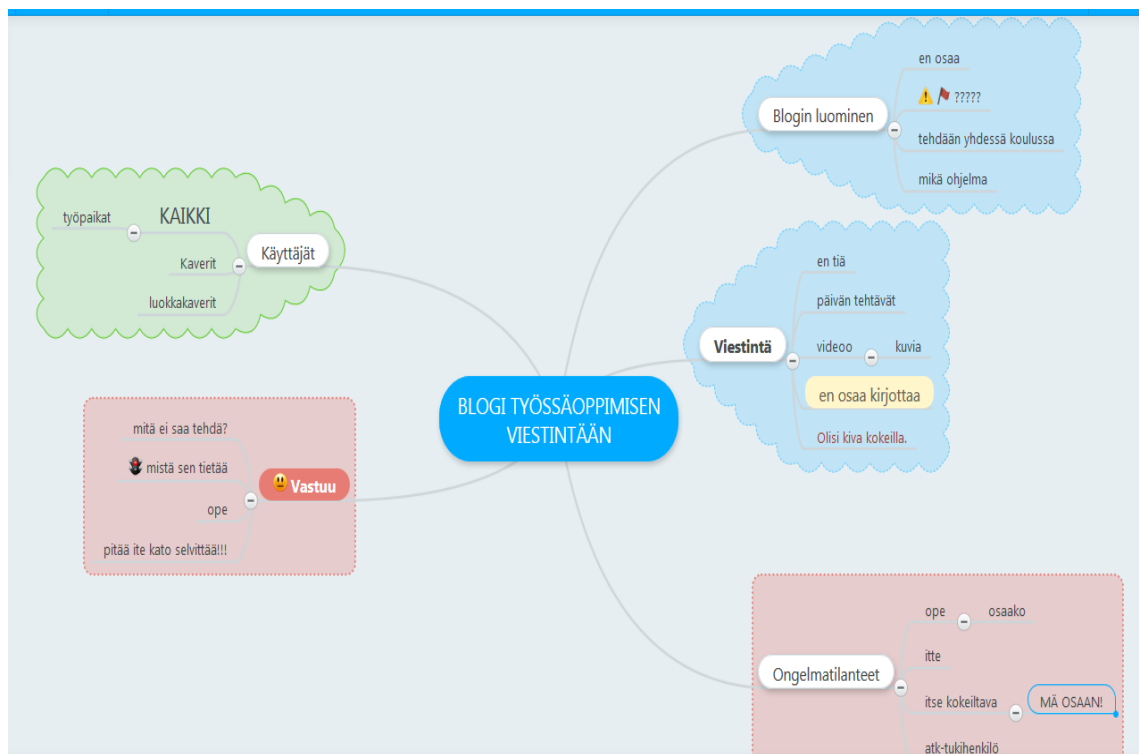 BLOGI TYÖSSÄOPPIMISEN
VIESTINTÄÄN
Blogin luominen
en osaa
?????
tehdään yhdessä koulussa
mikä ohjelma
Viestintä
en tiä
päivän tehtävät
videoo kuvia
en osaa kirjottaa
Olisi kiva kokeilla.
Ongelmatilanteet
ope osaako
itte
itse kokeiltava MÄ OSAAN!
atk-tukihenkilö
Käyttäjät
työpaikat KAIKKI
Kaverit
luokkakaverit
Vastuu
mitä ei saa tehdä?
mistä sen tietää
ope
pitää ite kato selvittää!!!